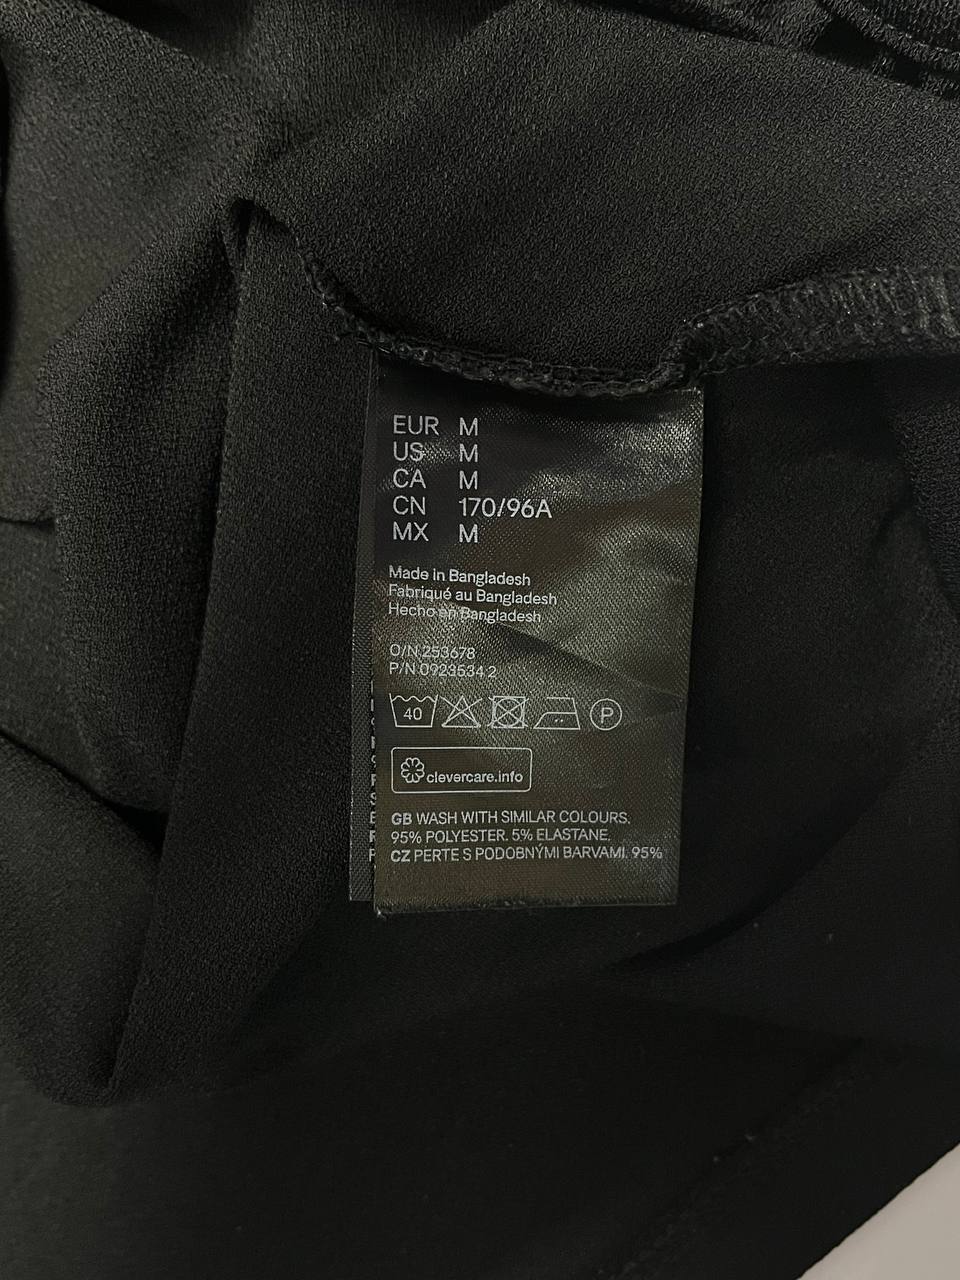 EUR M
US M
CA M
CN 170/96A
MX M
Made in Bangladesh
Fabriqué au Bangladesh
Hecho en Bangladesh
O/N 253678
P/N 0923534 2
40
P
clevercare.info
GB WASH WITH SIMILAR COLOURS.
95% POLYESTER. 5% ELASTANE.
CZ PERTE S PODOBNÝMI BARVAMI. 95%